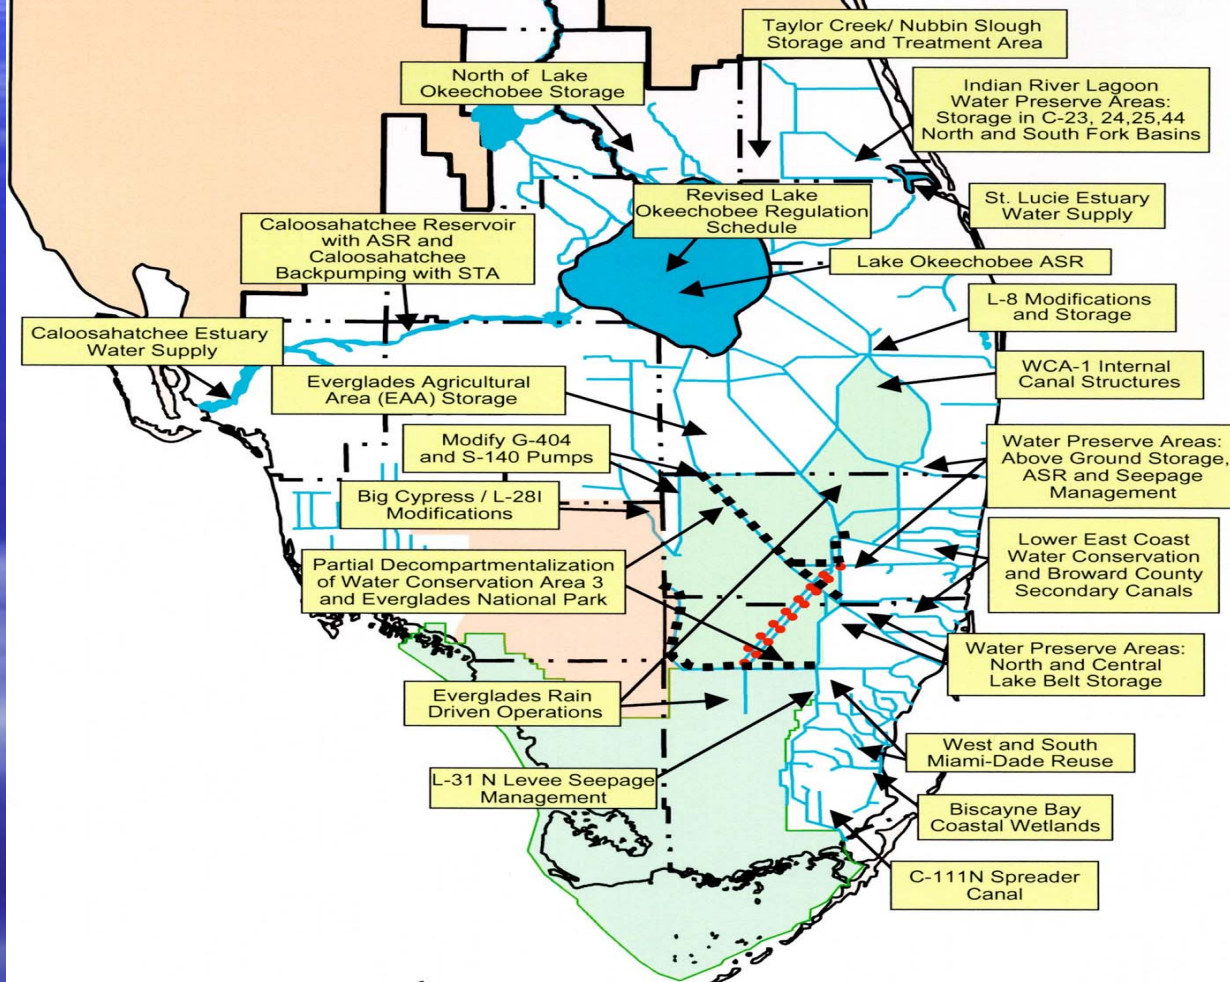 Taylor Creek/ Nubbin Slough
Storage and Treatment Area
North of Lake
Okeechobee Storage
Indian River Lagoon
Water Preserve Areas:
Storage in C-23, 24,25,44
North and South Fork Basins
Revised Lake
Okeechobee Regulation
Schedule
St. Lucie Estuary
Water Supply
Caloosahatchee Reservoir
with ASR and
Caloosahatchee
Backpumping with STA
Lake Okeechobee ASR
L-8 Modifications
and Storage
Caloosahatchee Estuary
Water Supply
WCA-1 Internal
Canal Structures
Everglades Agricultural
Area (EAA) Storage
Modify G-404
and S-140 Pumps
Water Preserve Areas:
Above Ground Storage,
ASR and Seepage
Management
Big Cypress / L-28I
Modifications
Lower East Coast
Water Conservation
and Broward County
Secondary Canals
Partial Decompartmentalization
of Water Conservation Area 3
and Everglades National Park
Water Preserve Areas:
North and Central
Lake Belt Storage
Everglades Rain
Driven Operations
West and South
Miami-Dade Reuse
L-31 N Levee Seepage
Management
Biscayne Bay
Coastal Wetlands
C-111N Spreader
Canal